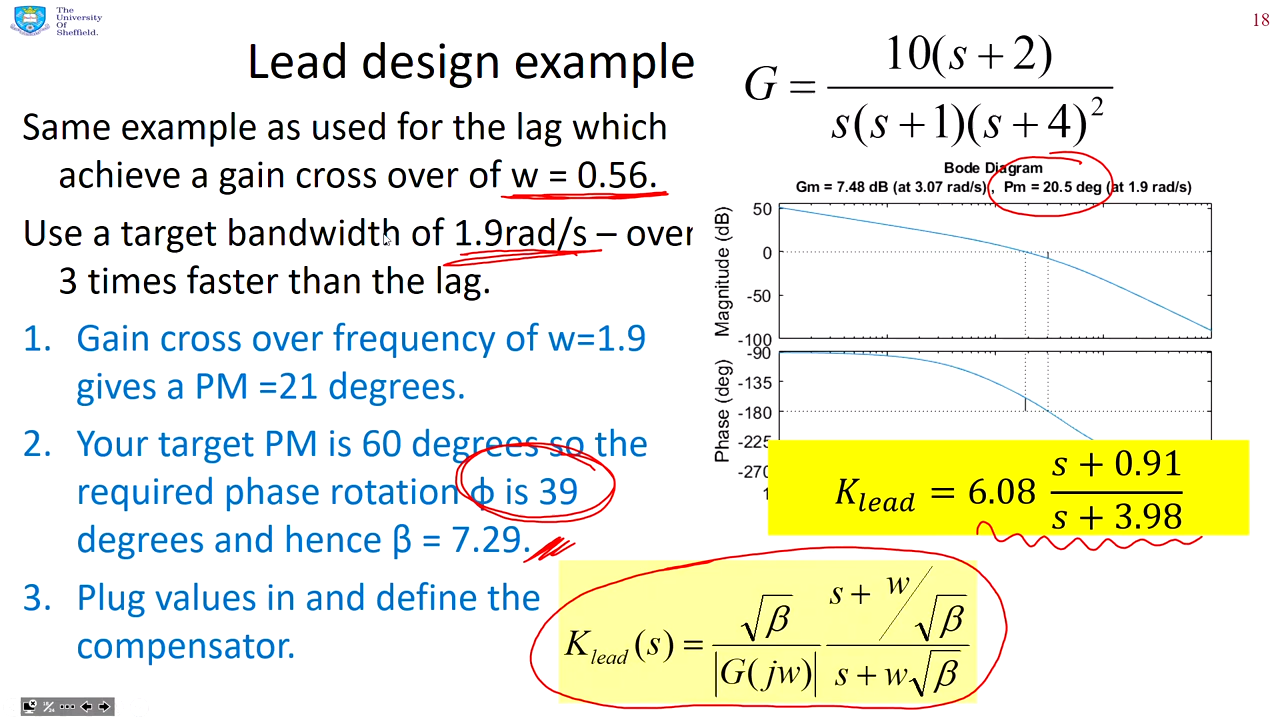 The
University
Of
Sheffield.
18
Lead design example
G = 10(s + 2) / s(s + 1)(s + 4)²
Same example as used for the lag which
achieve a gain cross over of w = 0.56.
Use a target bandwidth of 1.9rad/s – over
3 times faster than the lag.
1. Gain cross over frequency of w=1.9
gives a PM =21 degrees.
2. Your target PM is 60 degrees so the
required phase rotation ϕ is 39
degrees and hence β = 7.29.
3. Plug values in and define the
compensator.
Bode Diagram
Gm = 7.48 dB (at 3.07 rad/s) , Pm = 20.5 deg (at 1.9 rad/s)
Magnitude (dB)
50
0
-50
-100
Phase (deg)
-90
-135
-180
-225
-270
K_lead = 6.08 (s + 0.91) / (s + 3.98)
K_lead (s) = √β / |G(jw)| (s + w/√β) / (s + w√β)